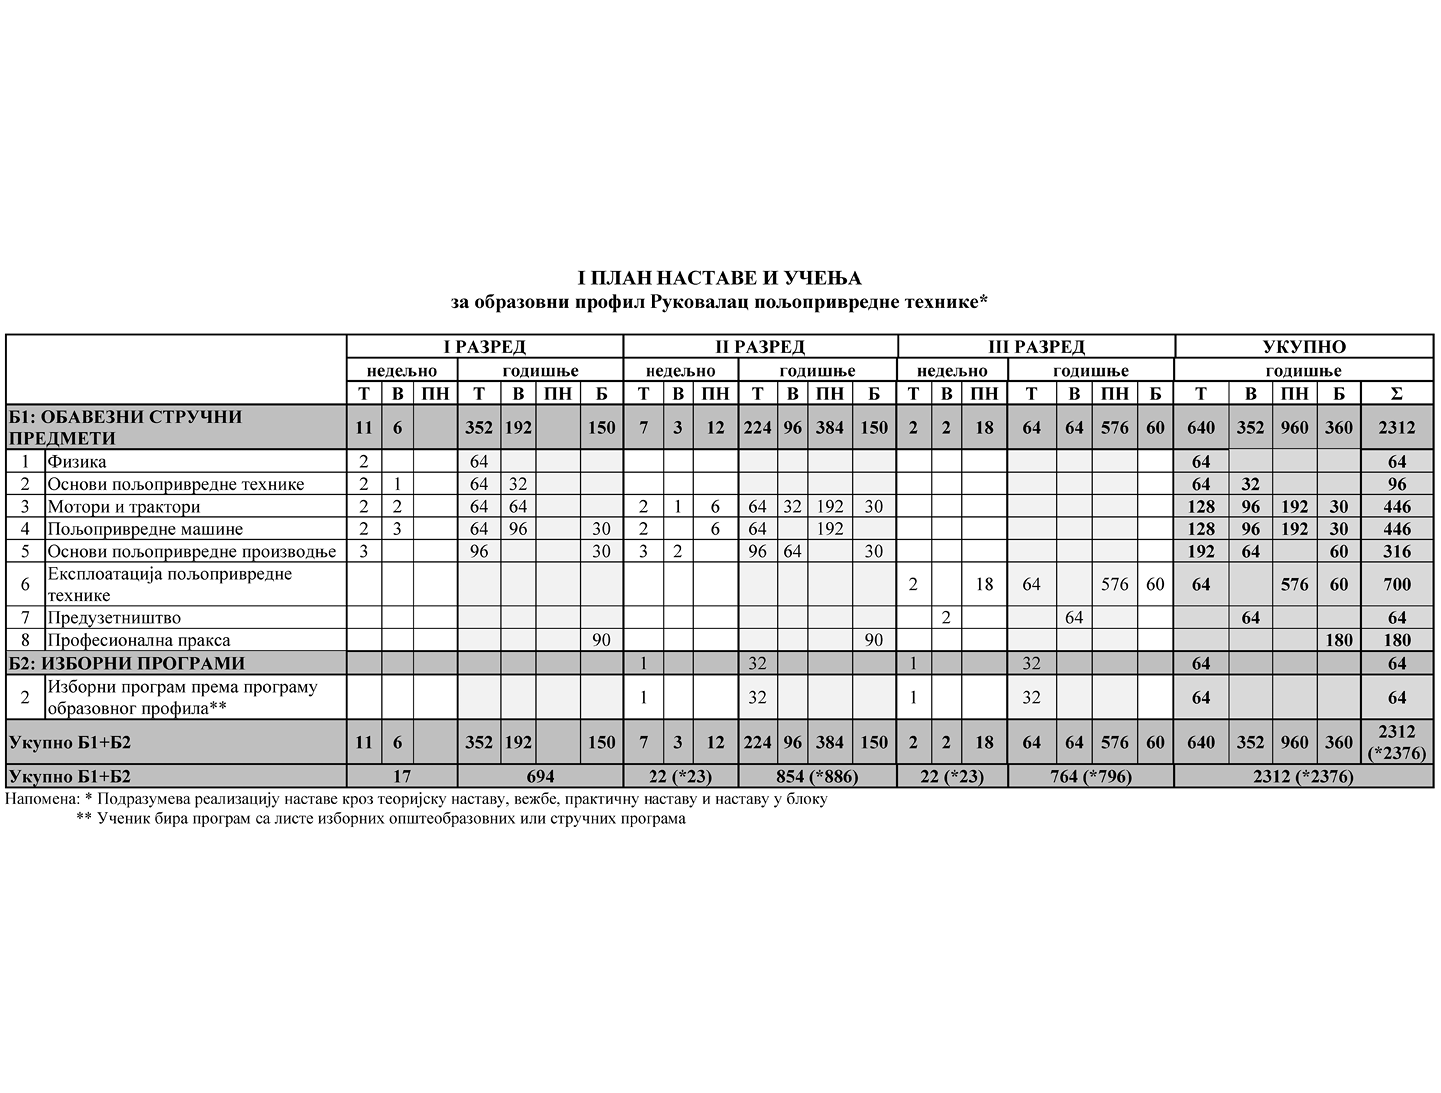 I ПЛАН НАСТАВЕ И УЧЕЊА
за образовни профил Руковалац пољопривредне технике*
I РАЗРЕД II РАЗРЕД III РАЗРЕД УКУПНО
недељно годишње недељно годишње недељно годишње годишње
Т В ПН Т В ПН Б Т В ПН Т В ПН Б Т В ПН Т В ПН Б Т В ПН Б Σ
Б1: ОБАВЕЗНИ СТРУЧНИ
ПРЕДМЕТИ 11 6 352 192 150 7 3 12 224 96 384 150 2 2 18 64 64 576 60 640 352 960 360 2312
1 Физика 2 64 64 64
2 Основи пољопривредне технике 2 1 64 32 64 32 96
3 Мотори и трактори 2 2 64 64 2 1 6 64 32 192 30 128 96 192 30 446
4 Пољопривредне машине 2 3 64 96 30 2 6 64 192 128 96 192 30 446
5 Основи пољопривредне производње 3 96 30 3 2 96 64 30 192 64 60 316
6 Експлоатација пољопривредне
технике 2 18 64 576 60 64 576 60 700
7 Предузетништво 2 64 64 64
8 Професионална пракса 90 90 180 180
Б2: ИЗБОРНИ ПРОГРАМИ 1 32 1 32 64 64
2 Изборни програм према програму
образовног профила** 1 32 1 32 64 64
Укупно Б1+Б2 11 6 352 192 150 7 3 12 224 96 384 150 2 2 18 64 64 576 60 640 352 960 360 2312
(*2376)
Укупно Б1+Б2 17 694 22 (*23) 854 (*886) 22 (*23) 764 (*796) 2312 (*2376)
Напомена: * Подразумева реализацију наставе кроз теоријску наставу, вежбе, практичну наставу и наставу у блоку
** Ученик бира програм са листе изборних општеобразовних или стручних програма